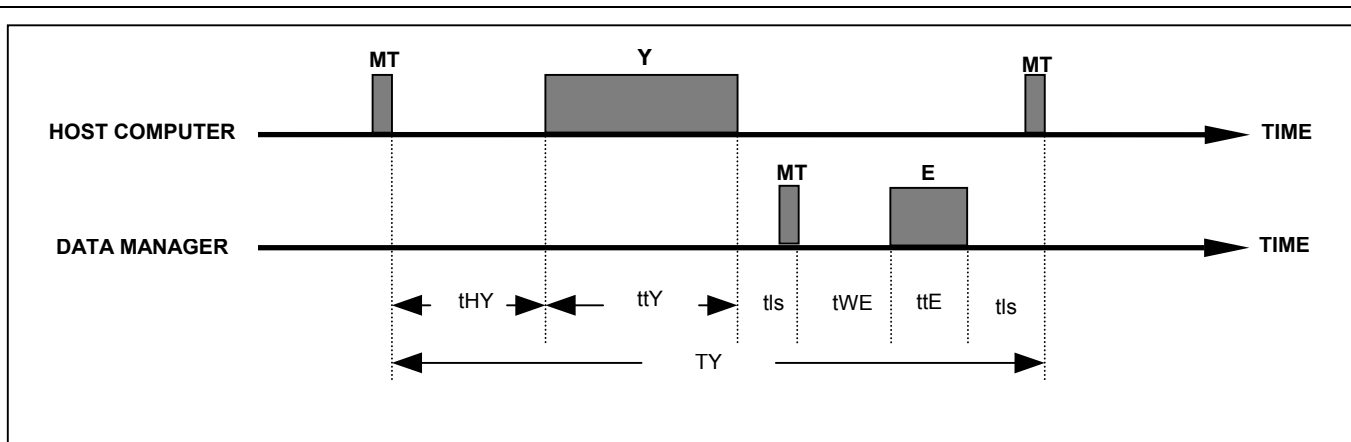 MT
Y
MT
HOST COMPUTER
TIME
MT
E
DATA MANAGER
TIME
tHY
ttY
tls
tWE
ttE
tls
TY